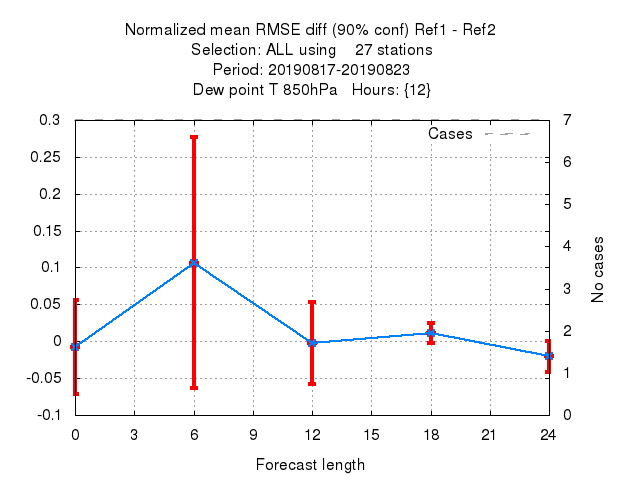 Normalized mean RMSE diff (90% conf) Ref1 - Ref2
Selection: ALL using 27 stations
Period: 20190817-20190823
Dew point T 850hPa Hours: {12}
Cases
0.3
0.25
0.2
0.15
0.1
0.05
0
-0.05
-0.1
7
6
5
4
3
2
1
0
No cases
0 3 6 9 12 15 18 21 24
Forecast length